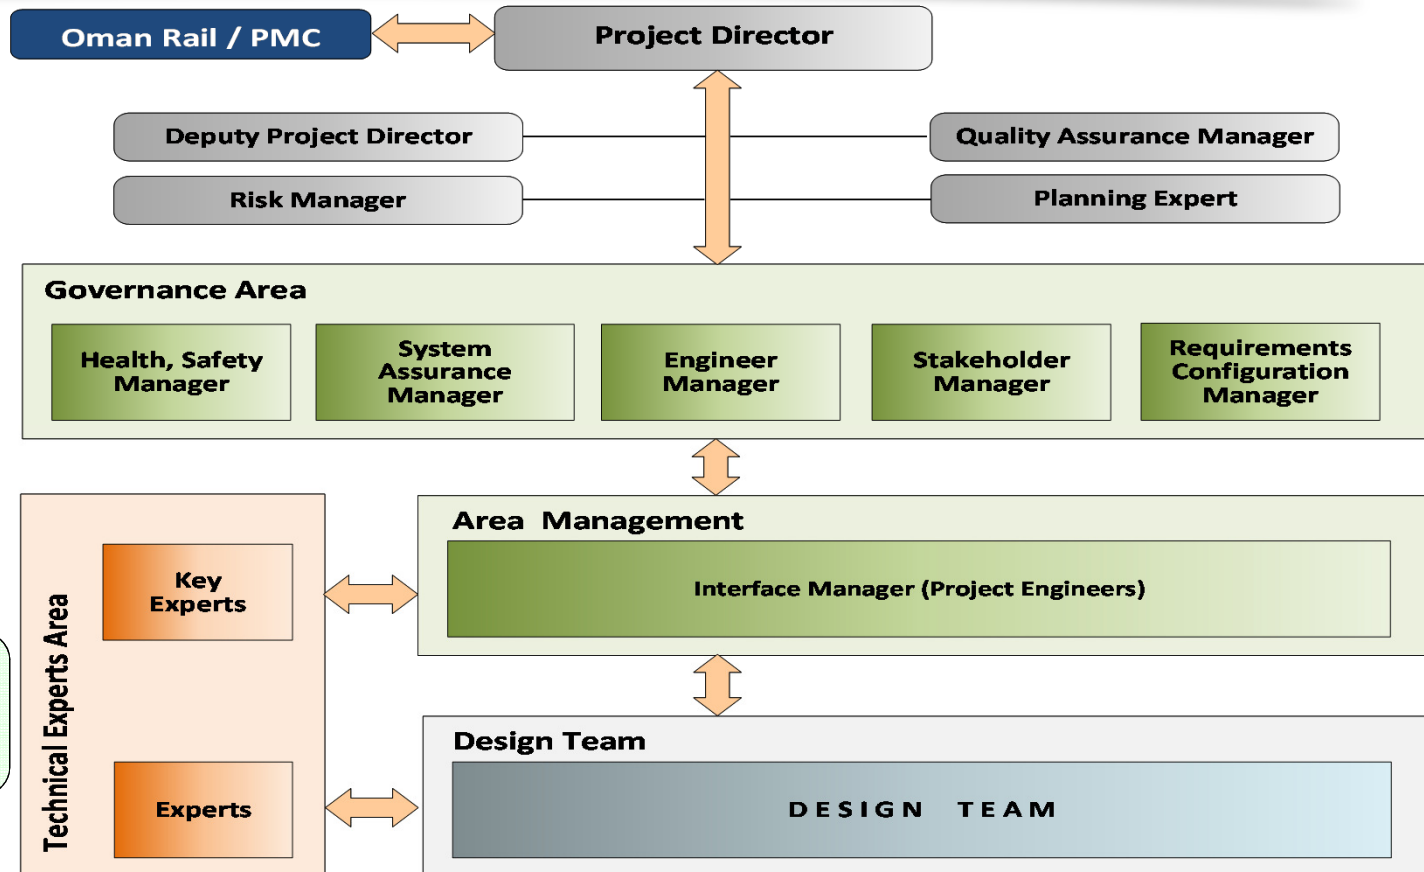 Oman Rail / PMC
Project Director
Deputy Project Director
Quality Assurance Manager
Risk Manager
Planning Expert
Governance Area
Health, Safety
Manager
System
Assurance
Manager
Engineer
Manager
Stakeholder
Manager
Requirements
Configuration
Manager
Technical Experts Area
Key
Experts
Experts
Area Management
Interface Manager (Project Engineers)
Design Team
DESIGN TEAM